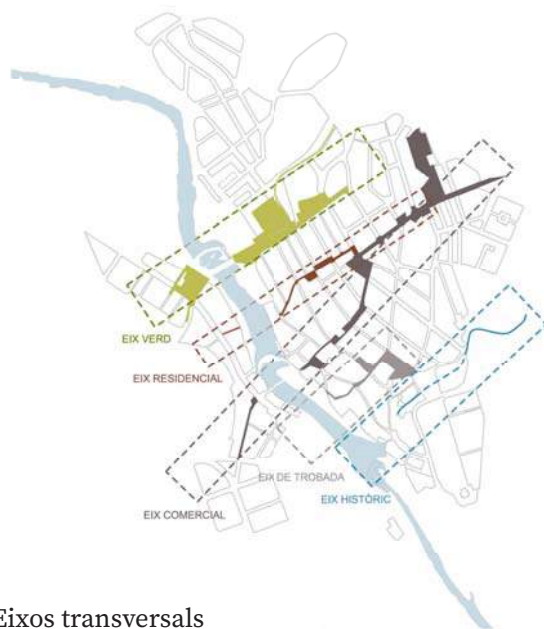 EIX VERD
EIX RESIDENCIAL
EIX DE TROBADA
EIX HISTÒRIC
EIX COMERCIAL
Eixos transversals